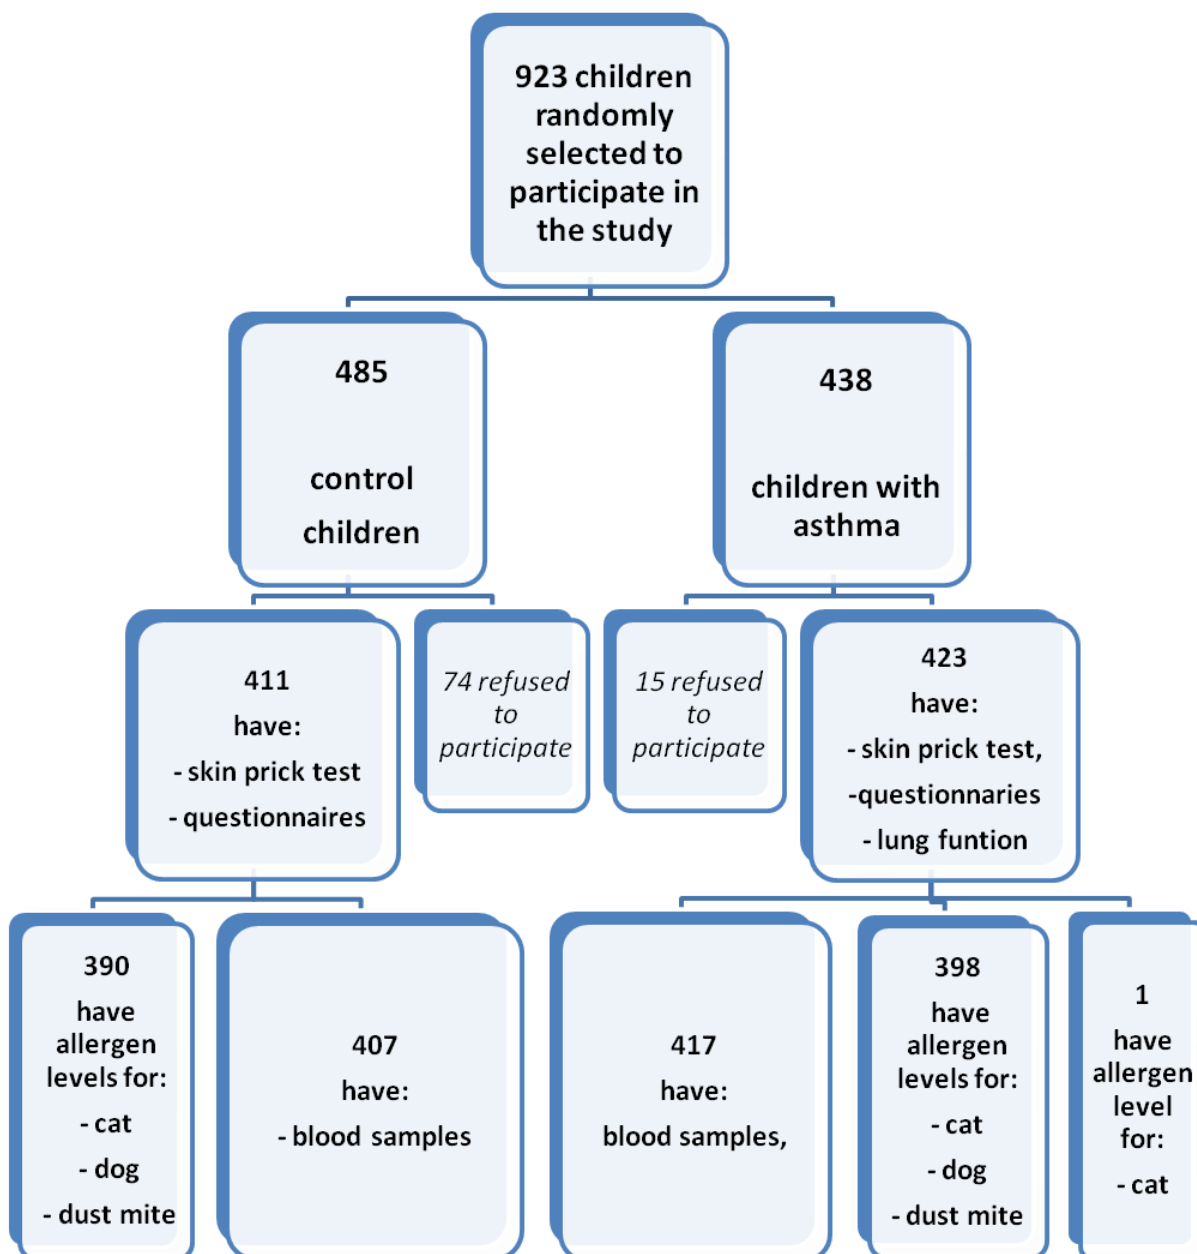 923 children
randomly
selected to
participate in
the study
485
control
children
438
children with
asthma
411
have:
- skin prick test
- questionnaires
74 refused
to
participate
15 refused
to
participate
423
have:
- skin prick test,
-questionnaries
- lung funtion
390
have
allergen
levels for:
- cat
- dog
- dust mite
407
have:
- blood samples
417
have:
blood samples,
398
have
allergen
levels for:
- cat
- dog
- dust mite
1
have
allergen
level
for:
- cat